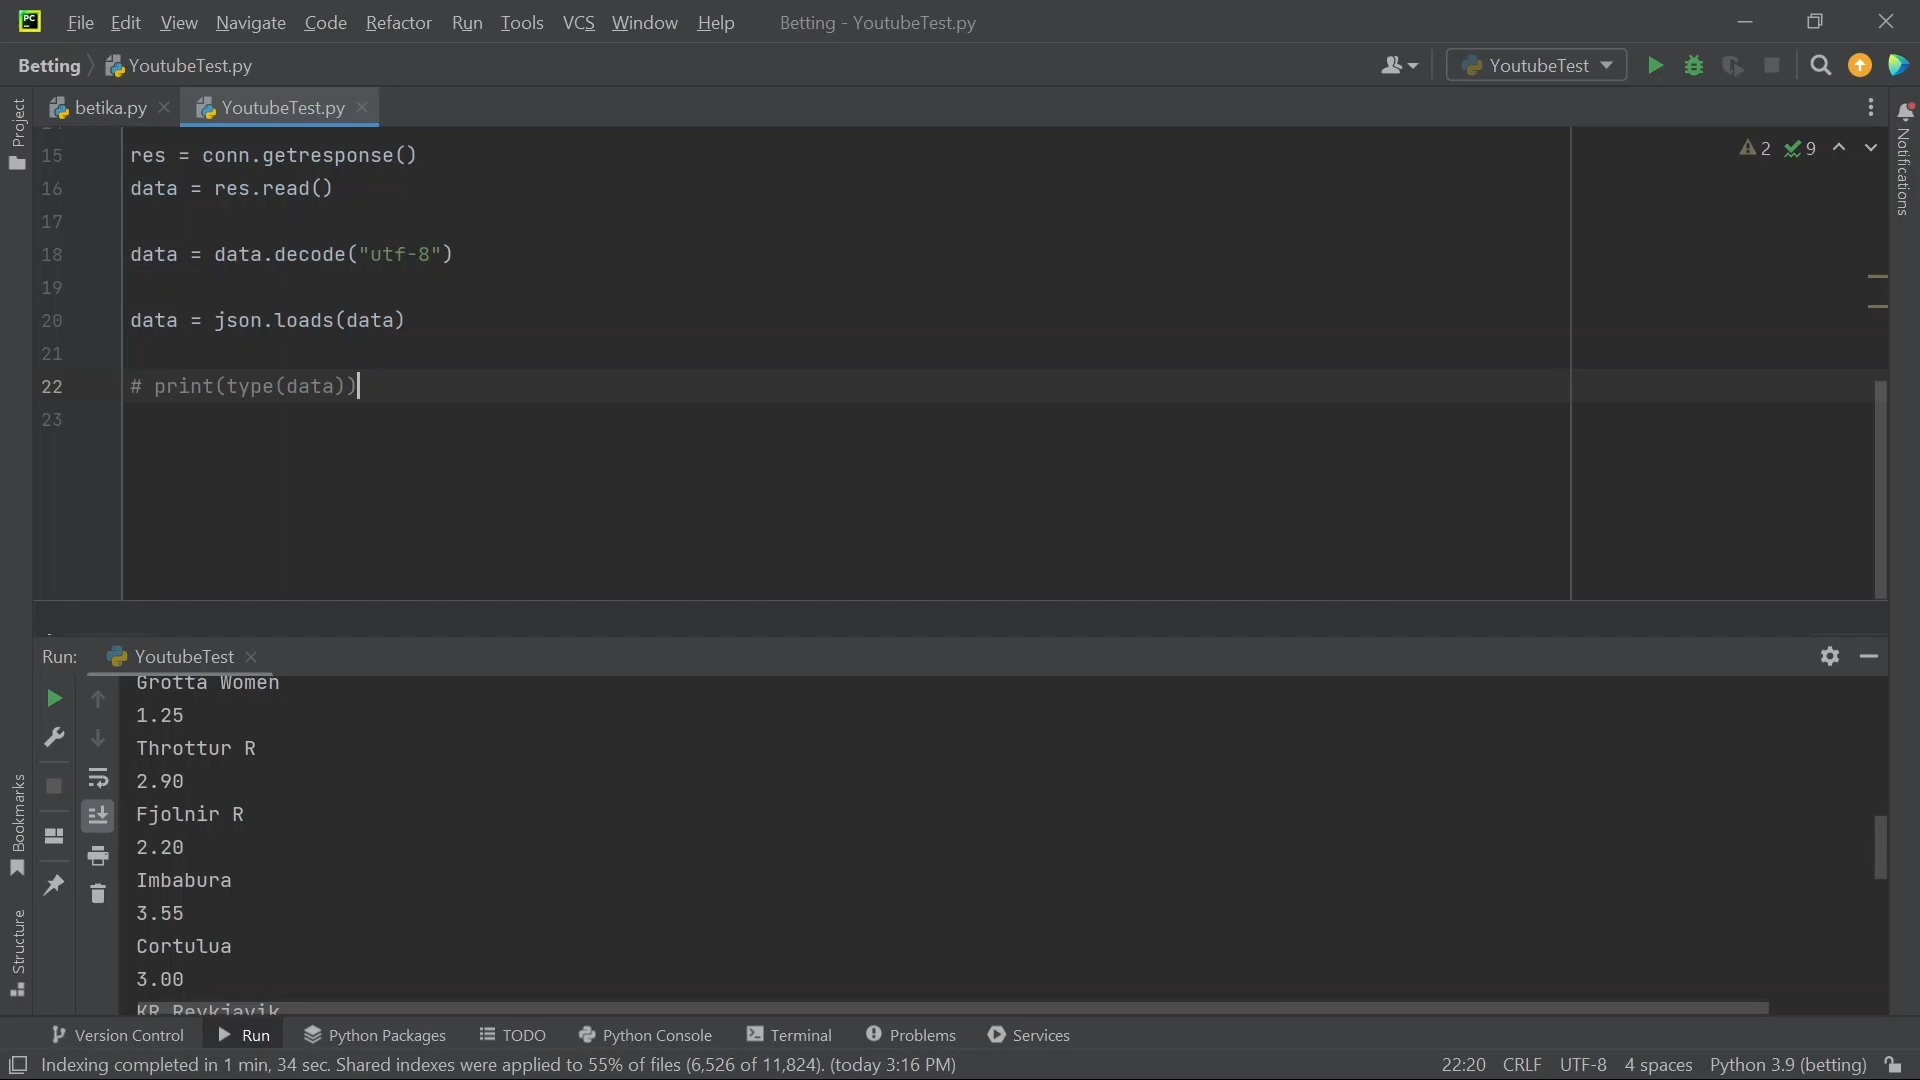 PC File Edit View Navigate Code Refactor Run Tools VCS Window Help Betting - YoutubeTest.py
Betting YoutubeTest.py YoutubeTest
Project
betika.py YoutubeTest.py
Notifications
2 9
15 res = conn.getresponse()
16 data = res.read()
17
18 data = data.decode("utf-8")
19
20 data = json.loads(data)
21
22 # print(type(data))
23
Run: YoutubeTest
Grotta Women
1.25
Throttur R
2.90
Fjolnir R
2.20
Imbabura
3.55
Cortulua
3.00
KR Reykjavik
Bookmarks
Structure
Version Control Run Python Packages TODO Python Console Terminal Problems Services
Indexing completed in 1 min, 34 sec. Shared indexes were applied to 55% of files (6,526 of 11,824). (today 3:16 PM) 22:20 CRLF UTF-8 4 spaces Python 3.9 (betting)